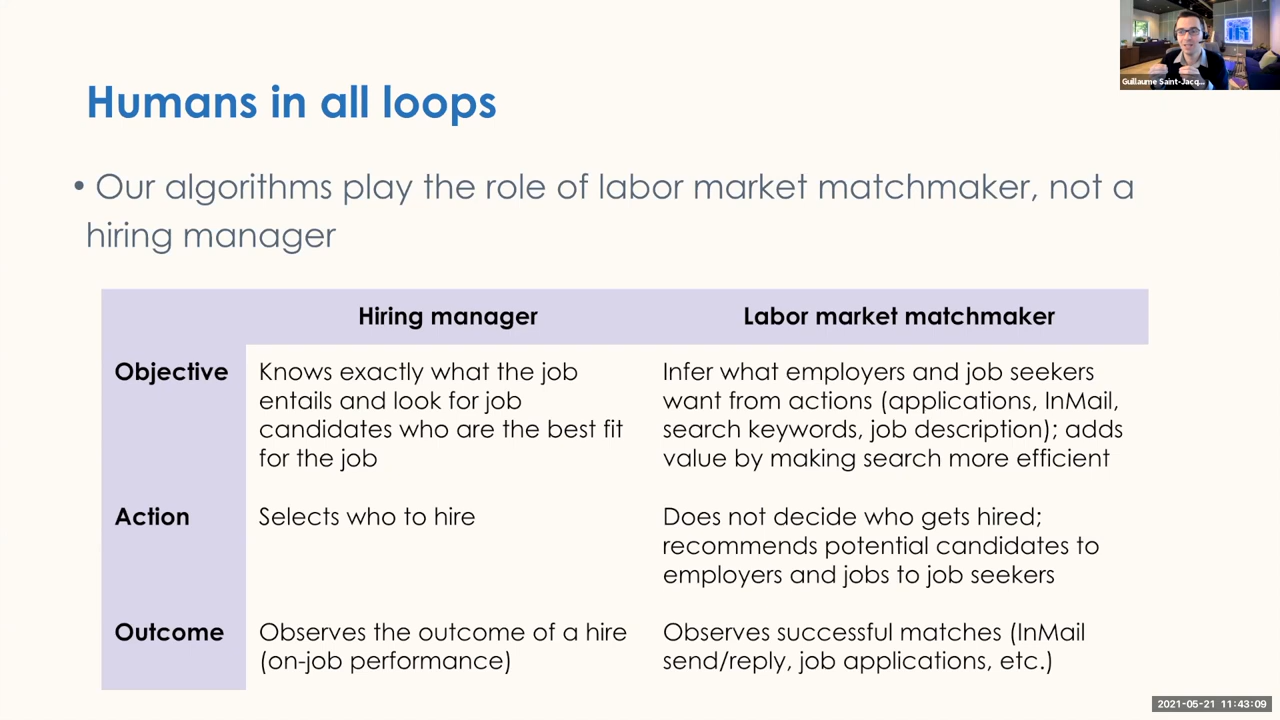 Guillaume Saint-Jacq...
Humans in all loops
• Our algorithms play the role of labor market matchmaker, not a
hiring manager
Hiring manager
Labor market matchmaker
Objective
Knows exactly what the job
entails and look for job
candidates who are the best fit
for the job
Infer what employers and job seekers
want from actions (applications, InMail,
search keywords, job description); adds
value by making search more efficient
Action
Selects who to hire
Does not decide who gets hired;
recommends potential candidates to
employers and jobs to job seekers
Outcome
Observes the outcome of a hire
(on-job performance)
Observes successful matches (InMail
send/reply, job applications, etc.)
2021-05-21 11:43:09